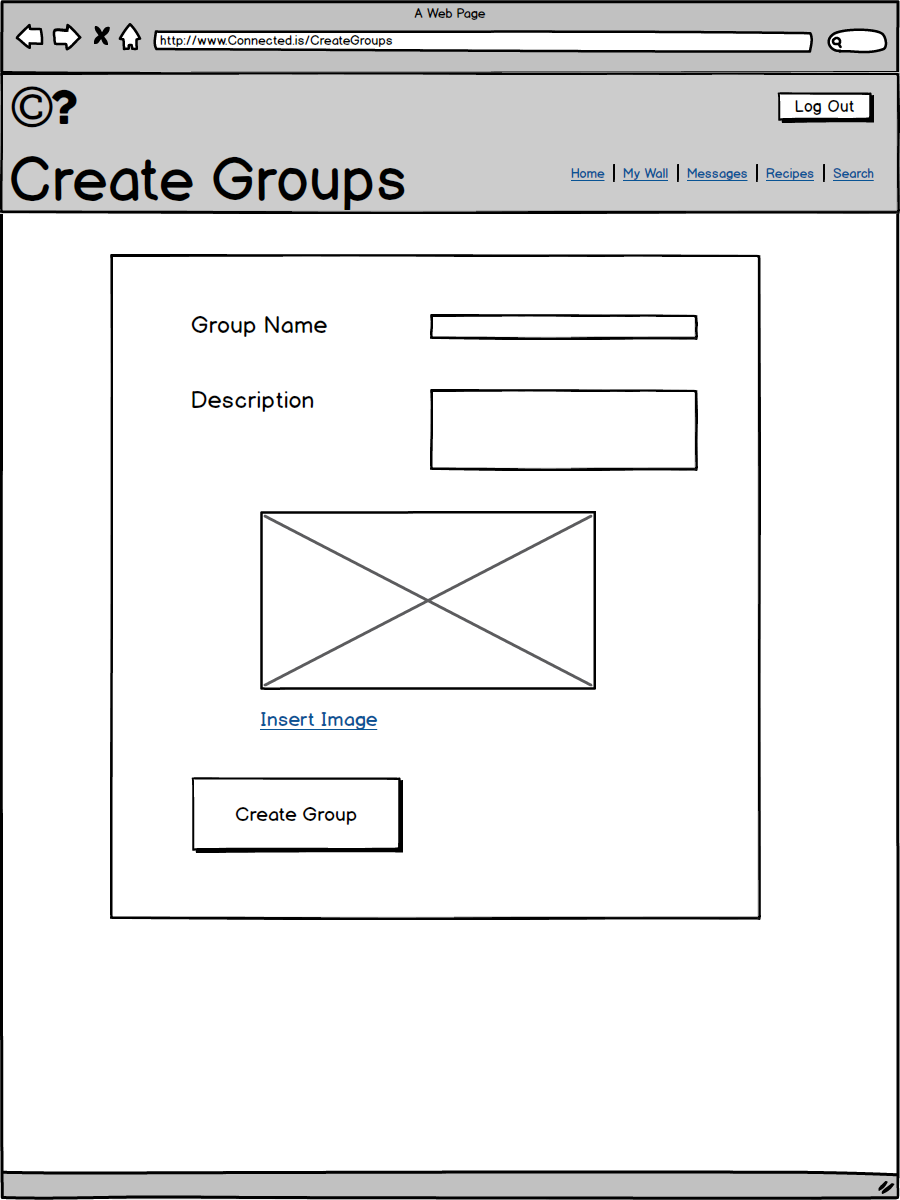 A Web Page
http://www.Connected.is/CreateGroups
©?
Log Out
Create Groups
Home | My Wall | Messages | Recipes | Search
Group Name
Description
Insert Image
Create Group